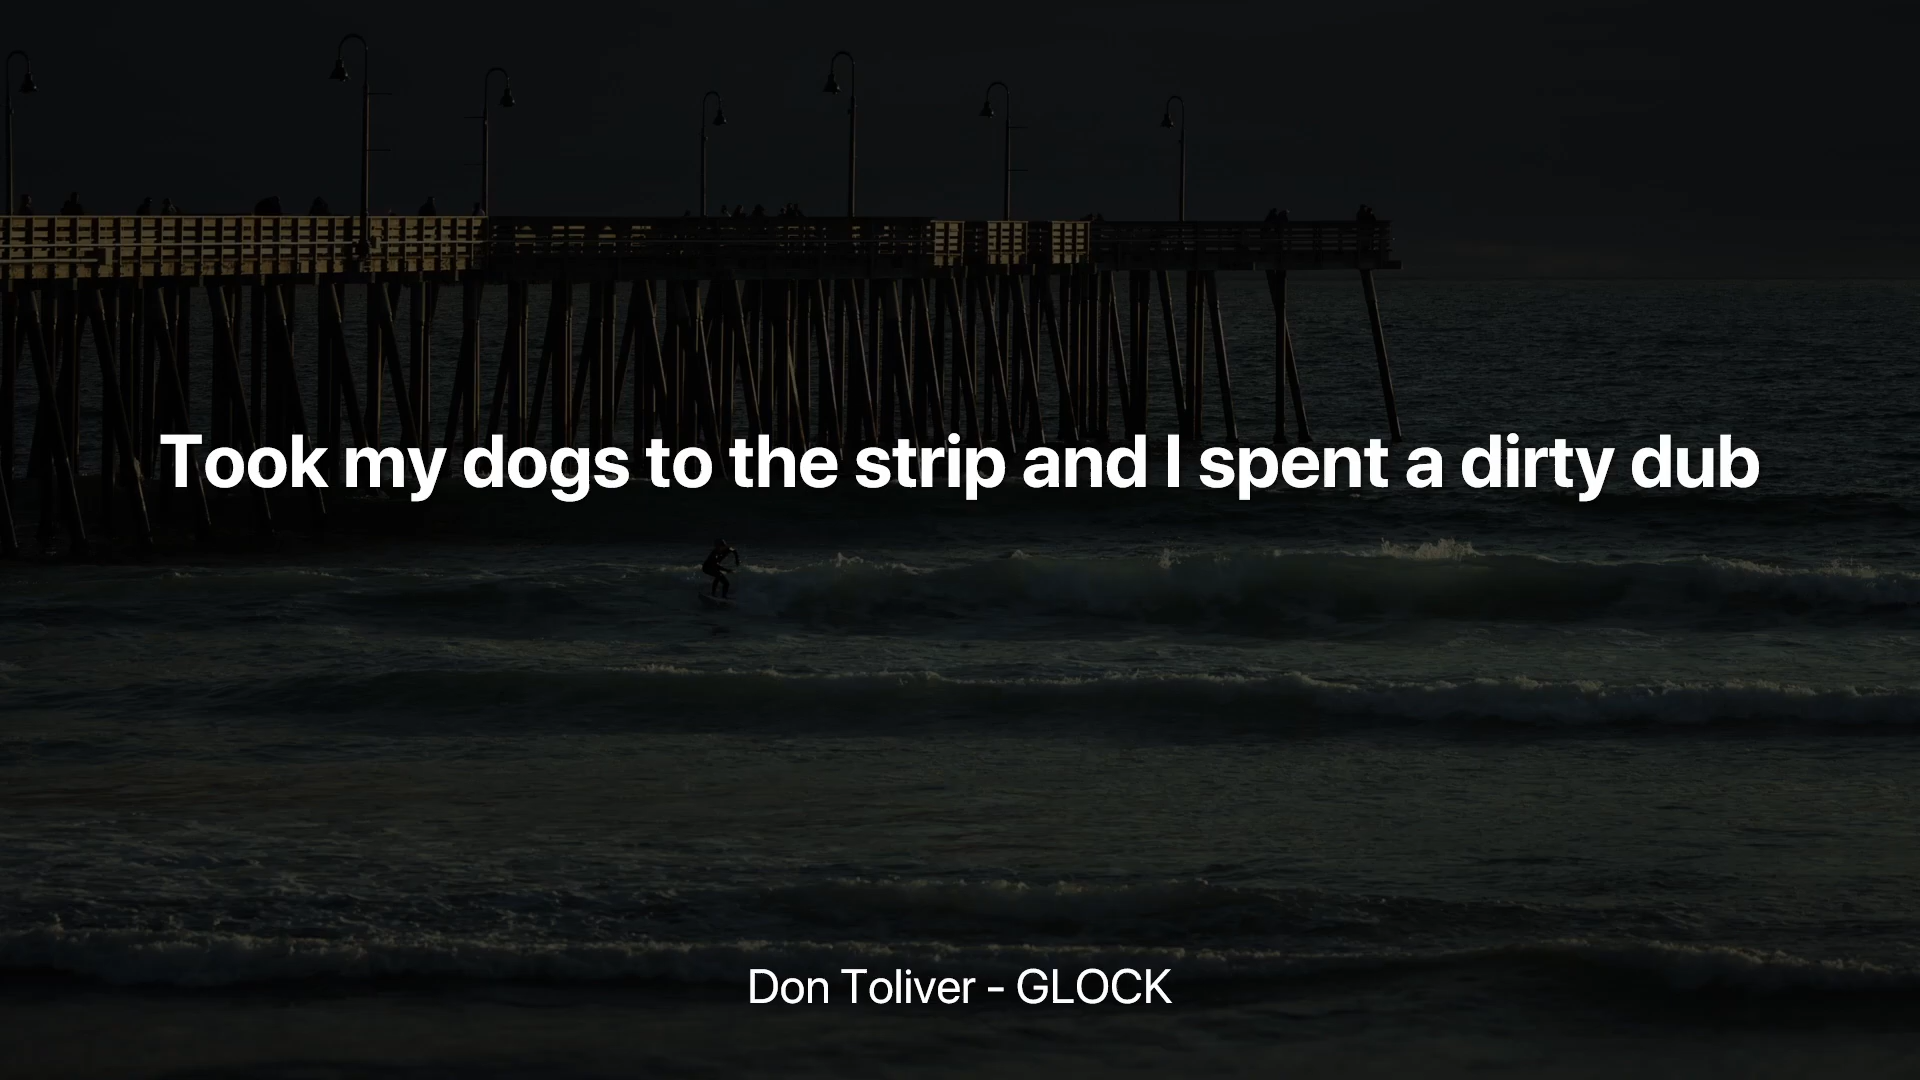 Took my dogs to the strip and I spent a dirty dub
Don Toliver - GLOCK